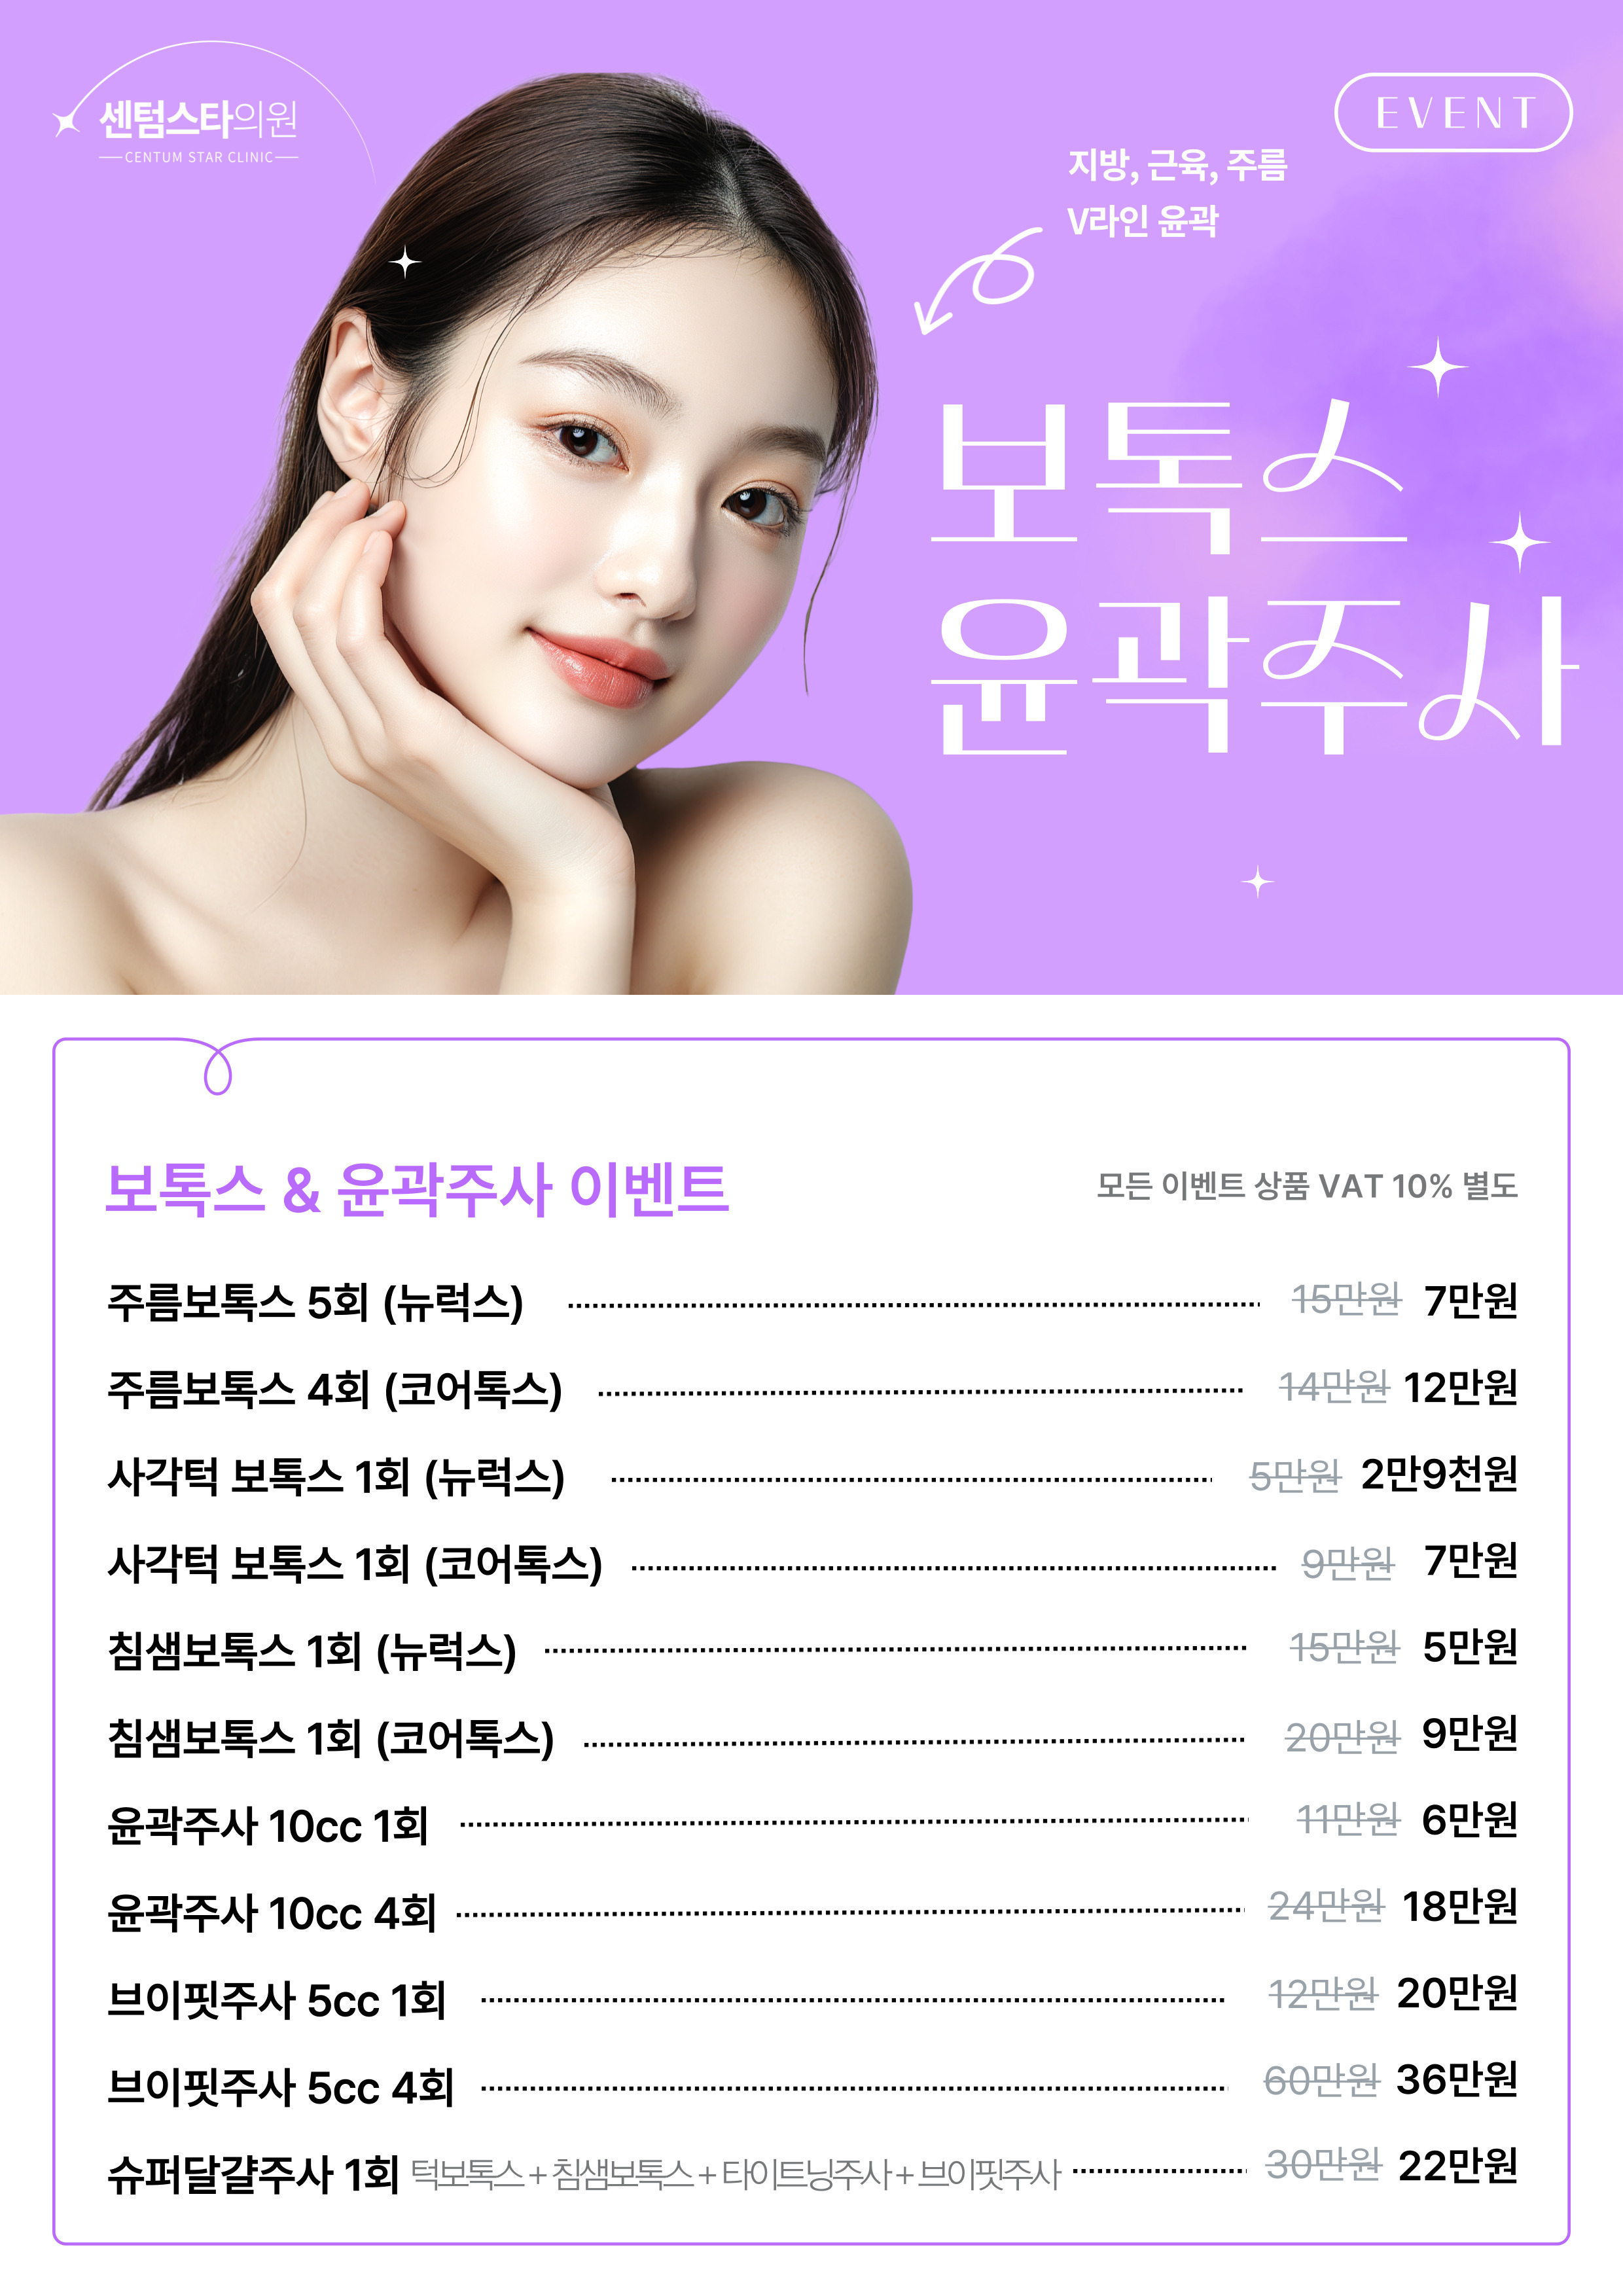 센텀스타의원
CENTUM STAR CLINIC
EVENT
지방, 근육, 주름
V라인 윤곽
보톡스
윤곽주사
보톡스 & 윤곽주사 이벤트
모든 이벤트 상품 VAT 10% 별도
주름보톡스 5회 (뉴럭스) 15만원 7만원
주름보톡스 4회 (코어톡스) 14만원 12만원
사각턱 보톡스 1회 (뉴럭스) 5만원 2만9천원
사각턱 보톡스 1회 (코어톡스) 9만원 7만원
침샘보톡스 1회 (뉴럭스) 15만원 5만원
침샘보톡스 1회 (코어톡스) 20만원 9만원
윤곽주사 10cc 1회 11만원 6만원
윤곽주사 10cc 4회 24만원 18만원
브이핏주사 5cc 1회 12만원 20만원
브이핏주사 5cc 4회 60만원 36만원
슈퍼달걀주사 1회 턱보톡스 + 침샘보톡스 + 타이트닝주사 + 브이핏주사 30만원 22만원